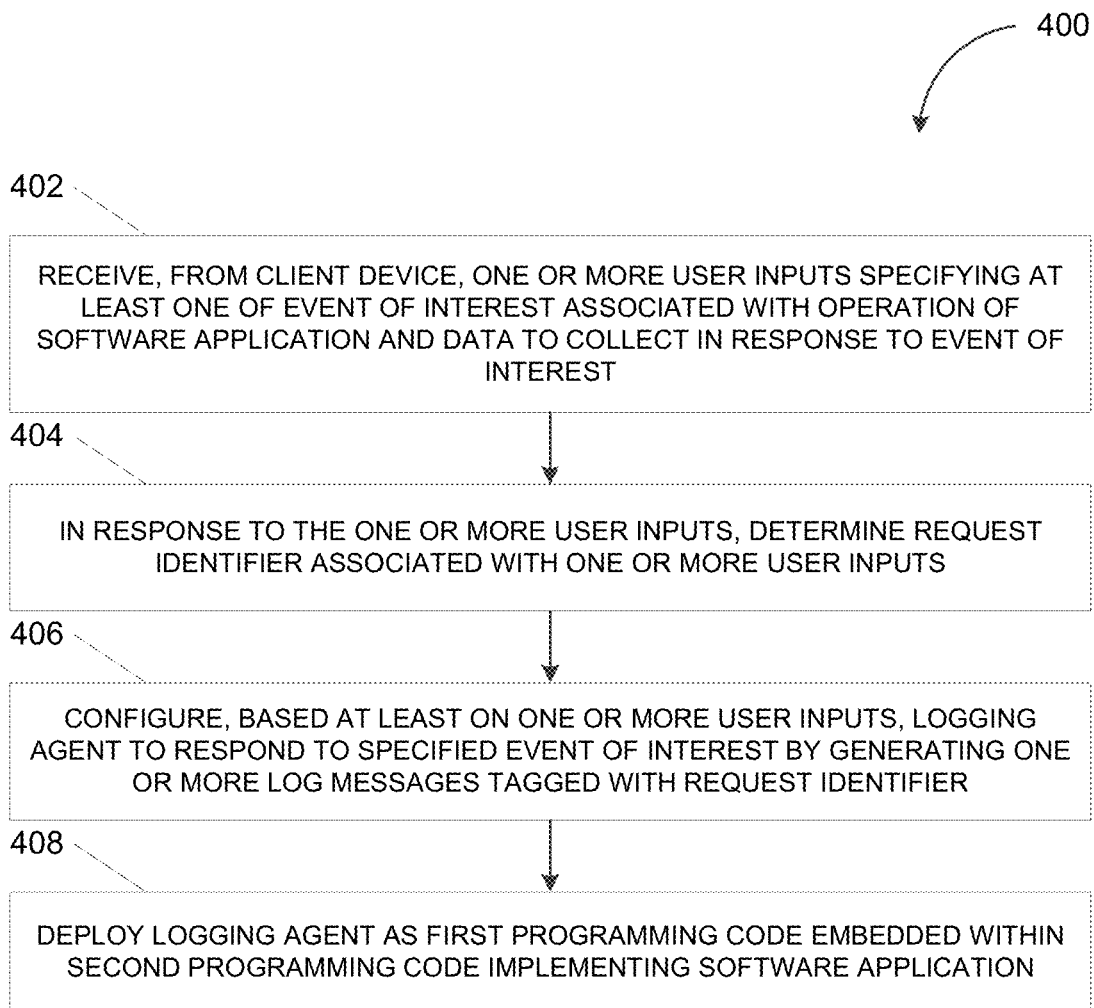 400
402
RECEIVE, FROM CLIENT DEVICE, ONE OR MORE USER INPUTS SPECIFYING AT
LEAST ONE OF EVENT OF INTEREST ASSOCIATED WITH OPERATION OF
SOFTWARE APPLICATION AND DATA TO COLLECT IN RESPONSE TO EVENT OF
INTEREST
404
IN RESPONSE TO THE ONE OR MORE USER INPUTS, DETERMINE REQUEST
IDENTIFIER ASSOCIATED WITH ONE OR MORE USER INPUTS
406
CONFIGURE, BASED AT LEAST ON ONE OR MORE USER INPUTS, LOGGING
AGENT TO RESPOND TO SPECIFIED EVENT OF INTEREST BY GENERATING ONE
OR MORE LOG MESSAGES TAGGED WITH REQUEST IDENTIFIER
408
DEPLOY LOGGING AGENT AS FIRST PROGRAMMING CODE EMBEDDED WITHIN
SECOND PROGRAMMING CODE IMPLEMENTING SOFTWARE APPLICATION